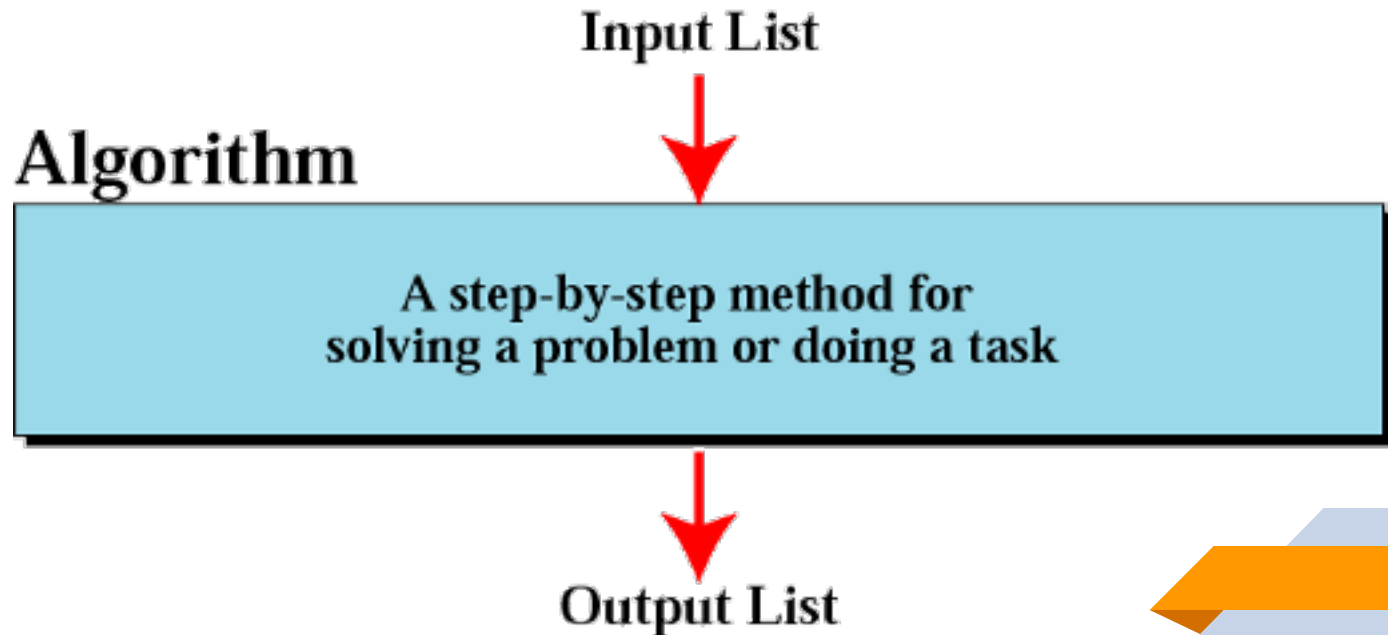 Input List
Algorithm
A step-by-step method for
solving a problem or doing a task
Output List